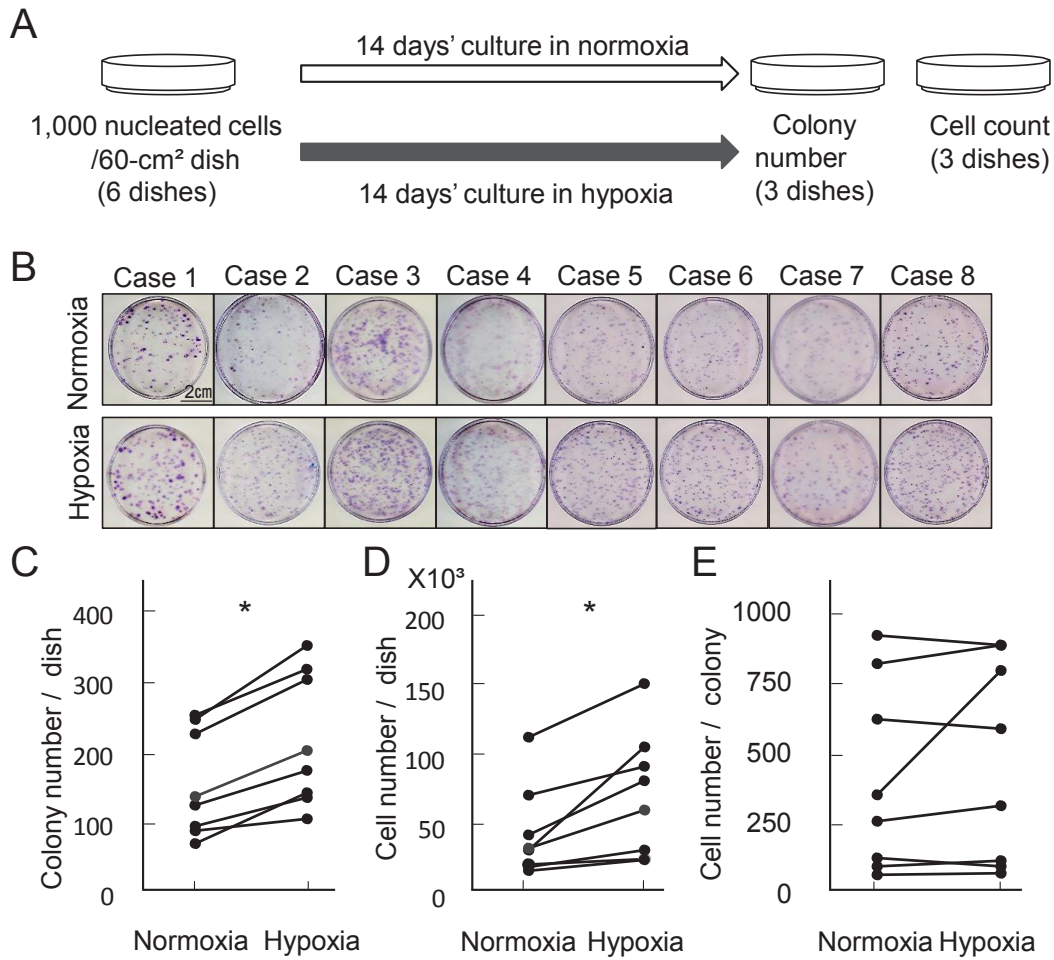 A
14 days’ culture in normoxia
1,000 nucleated cells
/60-cm² dish
(6 dishes)
14 days’ culture in hypoxia
Colony
number
(3 dishes)
Cell count
(3 dishes)
B
Case 1 Case 2 Case 3 Case 4 Case 5 Case 6 Case 7 Case 8
Normoxia
2cm
Hypoxia
C
Colony number / dish
400
300
200
100
0
*
Normoxia Hypoxia
D
X10³
Cell number / dish
200
150
100
50
0
*
Normoxia Hypoxia
E
Cell number / colony
1000
750
500
250
0
Normoxia Hypoxia